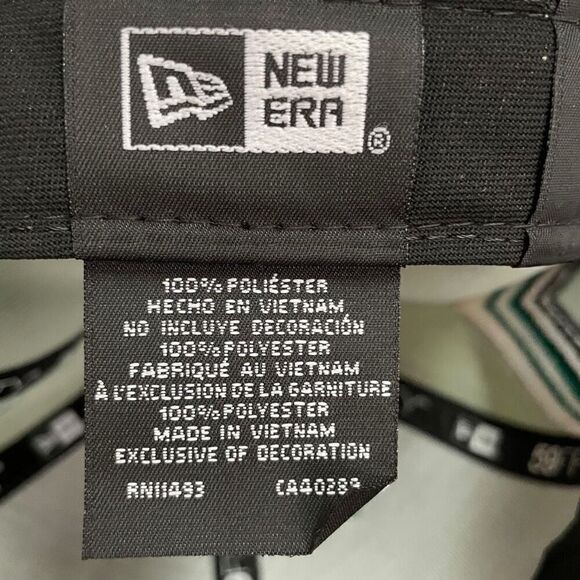 NEW
ERA
®
100% POLIÉSTER
HECHO EN VIETNAM,
NO INCLUYE DECORACIÓN
100% POLYESTER
FABRIQUÉ AU VIETNAM
À L'EXCLUSION DE LA GARNITURE
100% POLYESTER
MADE IN VIETNAM
EXCLUSIVE OF DECORATION
RN11493 CA40289